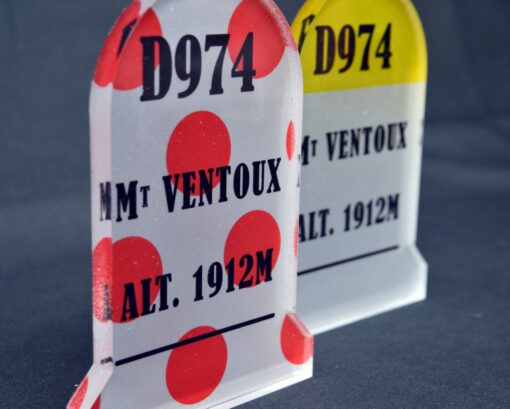 D974
Mt VENTOUX
ALT. 1912M
D974
Mt VENTOUX
ALT. 1912M